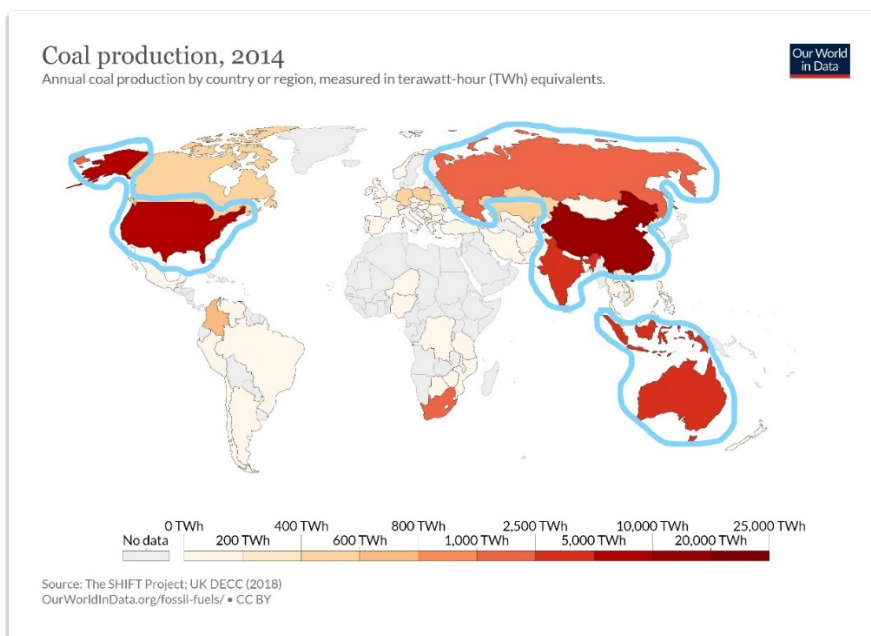 Coal production, 2014
Annual coal production by country or region, measured in terawatt-hour (TWh) equivalents.
Our World
in Data
0 TWh 400 TWh 800 TWh 2,500 TWh 10,000 TWh 25,000 TWh
No data 200 TWh 600 TWh 1,000 TWh 5,000 TWh 20,000 TWh
Source: The SHIFT Project; UK DECC (2018)
OurWorldInData.org/fossil-fuels/ • CC BY